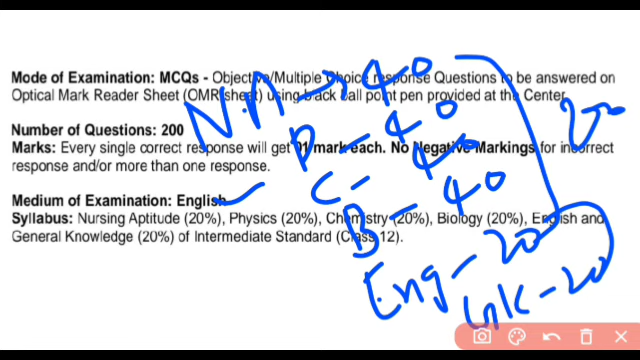 Mode of Examination: MCQs - Objective/Multiple Choice response Questions to be answered on
Optical Mark Reader Sheet (OMR sheet) using black ball point pen provided at the Center.
Number of Questions: 200
Marks: Every single correct response will get 01 mark each. No Negative Markings for incorrect
response and/or more than one response.
Medium of Examination: English
Syllabus: Nursing Aptitude (20%), Physics (20%), Chemistry (20%), Biology (20%), English and
General Knowledge (20%) of Intermediate Standard (Class 12).
N.A → 40
P - 40
C - 40
B - 40
Eng - 20
GK - 20
200